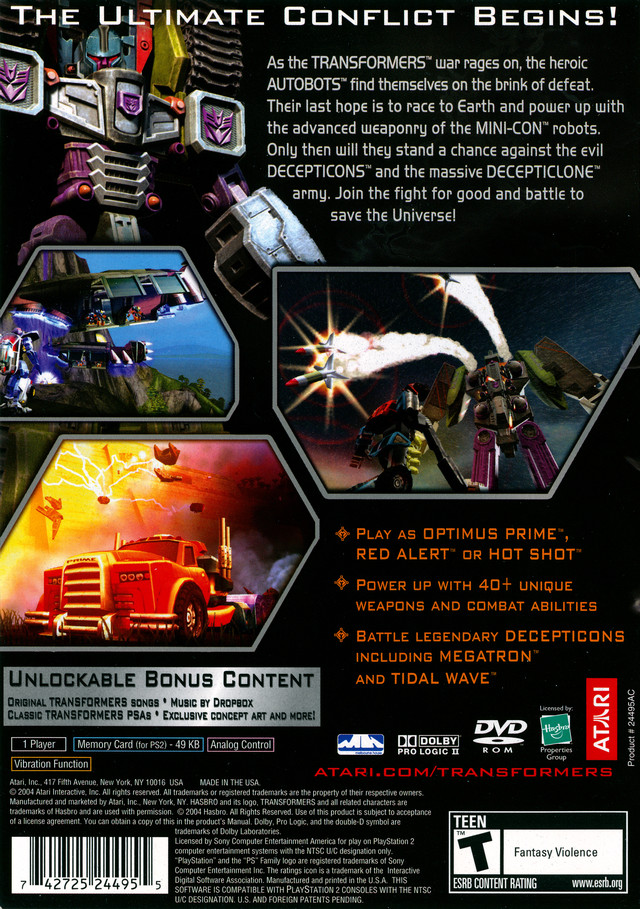 THE ULTIMATE CONFLICT BEGINS!
As the TRANSFORMERS™ war rages on, the heroic
AUTOBOTS™ find themselves on the brink of defeat.
Their last hope is to race to Earth and power up with
the advanced weaponry of the MINI-CON™ robots.
Only then will they stand a chance against the evil
DECEPTICONS™ and the massive DECEPTICLONE™
army. Join the fight for good and battle to
save the Universe!
PLAY AS OPTIMUS PRIME™,
RED ALERT™ OR HOT SHOT™
POWER UP WITH 40+ UNIQUE
WEAPONS AND COMBAT ABILITIES
BATTLE LEGENDARY DECEPTICONS
INCLUDING MEGATRON™
AND TIDAL WAVE™
PRIME
UNLOCKABLE BONUS CONTENT
ORIGINAL TRANSFORMERS SONGS * MUSIC BY DROPBOX
CLASSIC TRANSFORMERS PSAS * EXCLUSIVE CONCEPT ART AND MORE!
1 Player
Memory Card (for PS2) - 49 KB
Analog Control
Vibration Function
DOLBY
PRO LOGIC II
DVD
ROM
Licensed by:
Hasbro
Properties
Group
ATARI
Product # 24495AC
ATARI.COM/TRANSFORMERS
Atari, Inc., 417 Fifth Avenue, New York, NY 10016 USA MADE IN THE USA.
© 2004 Atari Interactive, Inc. All rights reserved. All trademarks or registered trademarks are the property of their respective owners.
Manufactured and marketed by Atari, Inc., New York, NY. HASBRO and its logo, TRANSFORMERS and all related characters are
trademarks of Hasbro and are used with permission. © 2004 Hasbro. All Rights Reserved. Use of this product is subject to acceptance
of a license agreement. You can obtain a copy of this in the product's Manual. Dolby, Pro Logic, and the double-D symbol are
trademarks of Dolby Laboratories.
Licensed by Sony Computer Entertainment America for play on PlayStation 2
computer entertainment systems with the NTSC U/C designation only.
"PlayStation" and the "PS" Family logo are registered trademarks of Sony
Computer Entertainment Inc. The ratings icon is a trademark of the Interactive
Digital Software Association. Manufactured and printed in the U.S.A. THIS
SOFTWARE IS COMPATIBLE WITH PLAYSTATION 2 CONSOLES WITH THE NTSC
U/C DESIGNATION. U.S. AND FOREIGN PATENTS PENDING.
7 42725 24495 5
TEEN
T
Fantasy Violence
ESRB CONTENT RATING www.esrb.org